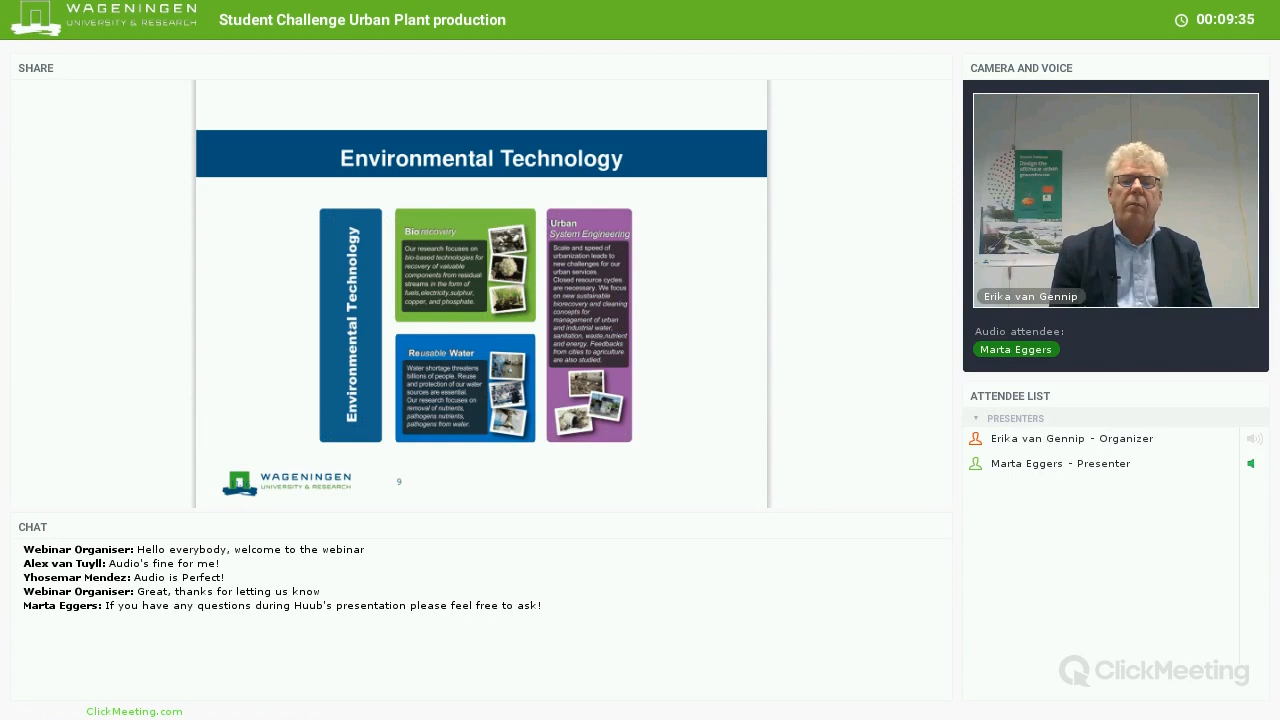 WAGENINGEN
UNIVERSITY & RESEARCH
Student Challenge Urban Plant production
00:09:35
SHARE
Environmental Technology
Environmental Technology
Biorecovery
Our research focuses on
bio-based technologies for
recovery of valuable
components from residual
streams in the form of
fuels,electricity,sulphur,
copper, and phosphate.
Reusable Water
Water shortage threatens
billions of people. Reuse
and protection of our water
sources are essential.
Our research focuses on
removal of nutrients,
pathogens nutrients,
pathogens from water.
Urban
System Engineering
Scale and speed of
urbanization leads to
new challenges for our
urban services.
Closed resource cycles
are necessary. We focus
on new sustainable
biorecovery and cleaning
concepts for
management of urban
and industrial water,
sanitation, waste,nutrient
and energy. Feedbacks
from cities to agriculture
are also studied.
WAGENINGEN
UNIVERSITY & RESEARCH
9
CAMERA AND VOICE
Design the
ultimate urban
greenhouse
Erika van Gennip
Audio attendee:
Marta Eggers
ATTENDEE LIST
PRESENTERS
Erika van Gennip - Organizer
Marta Eggers - Presenter
CHAT
Webinar Organiser: Hello everybody, welcome to the webinar
Alex van Tuyll: Audio's fine for me!
Yhosemar Mendez: Audio is Perfect!
Webinar Organiser: Great, thanks for letting us know
Marta Eggers: If you have any questions during Huub's presentation please feel free to ask!
ClickMeeting
ClickMeeting.com